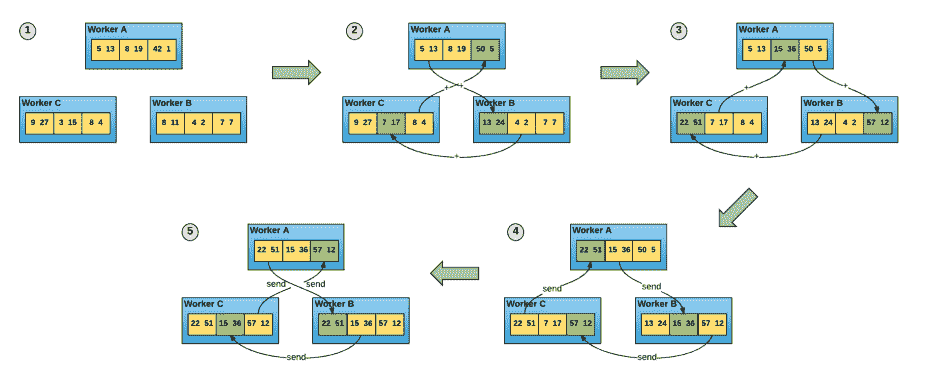 1
Worker A
5 13 8 19 42 1
Worker C
9 27 3 15 8 4
Worker B
8 11 4 2 7 7
2
Worker A
5 13 8 19 50 5
+ +
Worker C
9 27 7 17 8 4
Worker B
13 24 4 2 7 7
+
3
Worker A
5 13 15 36 50 5
+ +
Worker C
22 51 7 17 8 4
Worker B
13 24 4 2 57 12
+
4
Worker A
22 51 15 36 50 5
send send
Worker C
22 51 7 17 57 12
Worker B
13 24 15 36 57 12
send
5
Worker A
22 51 15 36 57 12
send send
Worker C
22 51 15 36 57 12
Worker B
22 51 15 36 57 12
send